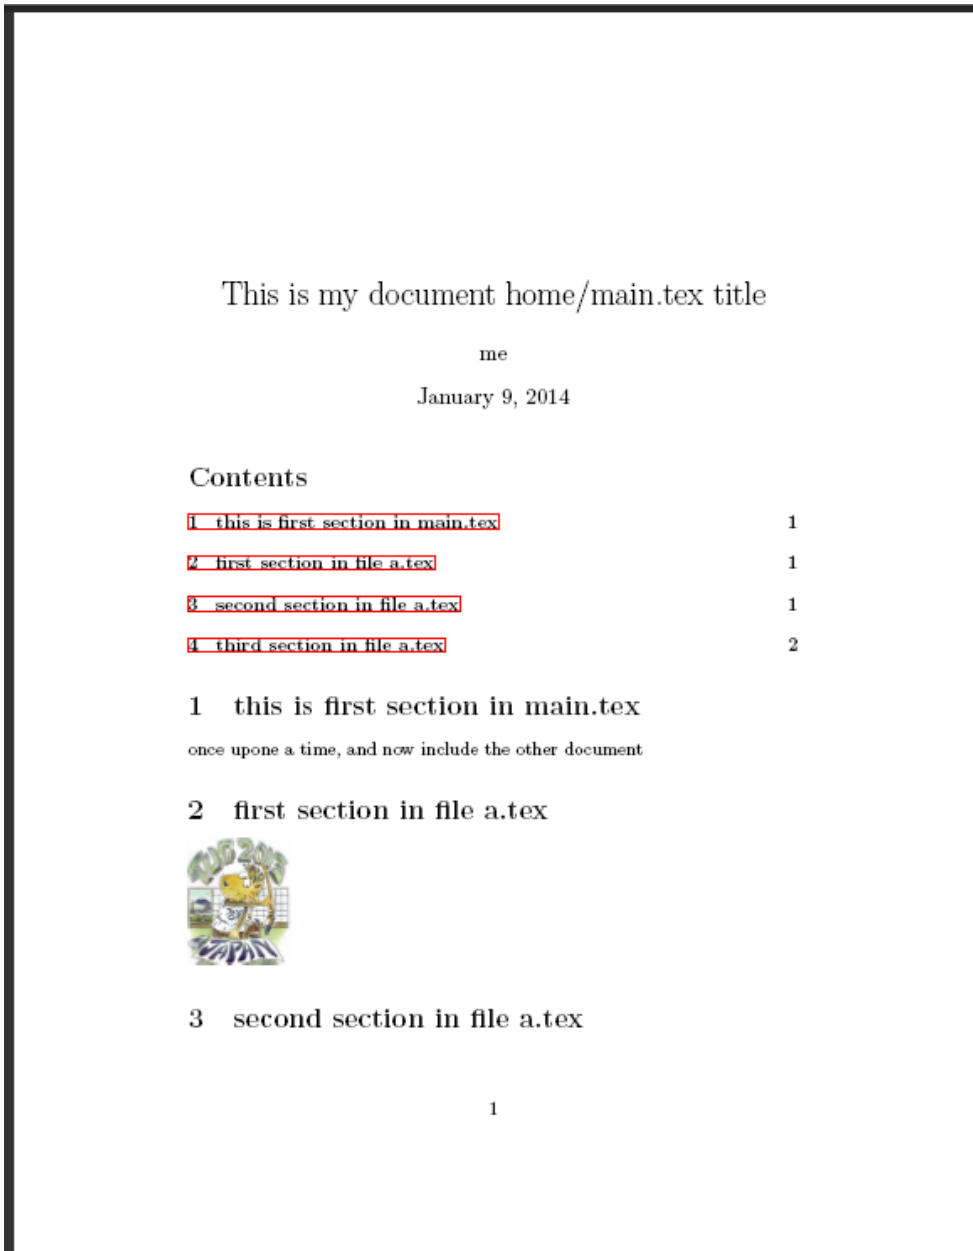 This is my document home/main.tex title
me
January 9, 2014
Contents
1 this is first section in main.tex 1
2 first section in file a.tex 1
3 second section in file a.tex 1
4 third section in file a.tex 2
1 this is first section in main.tex
once upone a time, and now include the other document
2 first section in file a.tex
TUG 2013
JAPAN
3 second section in file a.tex
1